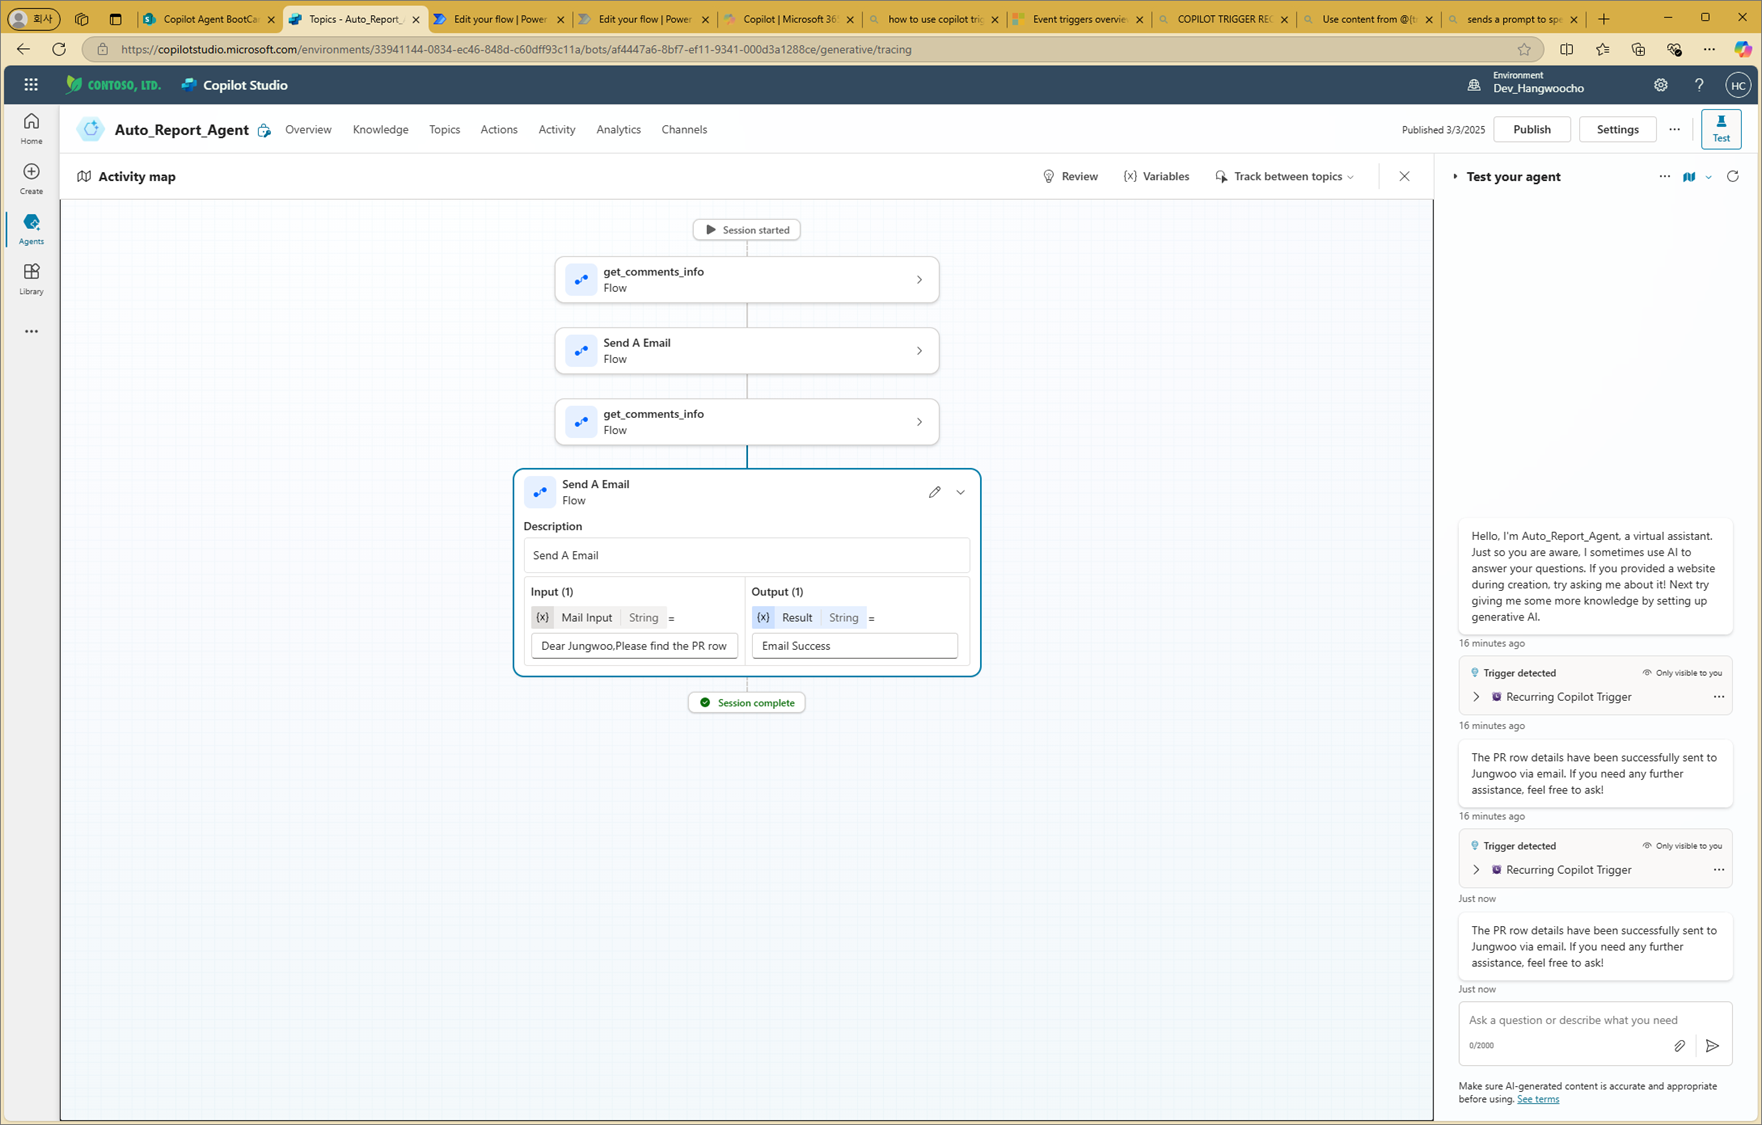 회사
Copilot Agent BootCa
Topics - Auto_Report_
Edit your flow | Power
Edit your flow | Power
Copilot | Microsoft 36
how to use copilot tri
Event triggers overvie
COPILOT TRIGGER REC
Use content from @{t
sends a prompt to spe
https://copilotstudio.microsoft.com/environments/33941144-0834-ec46-848d-c60dff93c11a/bots/af4447a6-8bf7-ef11-9341-000d3a1288ce/generative/tracing
CONTOSO, LTD.
Copilot Studio
Environment
Dev_Hangwoocho
HC
Home
Create
Agents
Library
Auto_Report_Agent
Overview
Knowledge
Topics
Actions
Activity
Analytics
Channels
Published 3/3/2025
Publish
Settings
Test
Activity map
Review
{x} Variables
Track between topics
Session started
get_comments_info
Flow
Send A Email
Flow
get_comments_info
Flow
Send A Email
Flow
Description
Send A Email
Input (1)
{x} Mail Input String =
Dear Jungwoo,Please find the PR row
Output (1)
{x} Result String =
Email Success
Session complete
Test your agent
Hello, I'm Auto_Report_Agent, a virtual assistant.
Just so you are aware, I sometimes use AI to
answer your questions. If you provided a website
during creation, try asking me about it! Next try
giving me some more knowledge by setting up
generative AI.
16 minutes ago
Trigger detected
Only visible to you
Recurring Copilot Trigger
16 minutes ago
The PR row details have been successfully sent to
Jungwoo via email. If you need any further
assistance, feel free to ask!
16 minutes ago
Trigger detected
Only visible to you
Recurring Copilot Trigger
Just now
The PR row details have been successfully sent to
Jungwoo via email. If you need any further
assistance, feel free to ask!
Just now
Ask a question or describe what you need
0/2000
Make sure AI-generated content is accurate and appropriate
before using. See terms